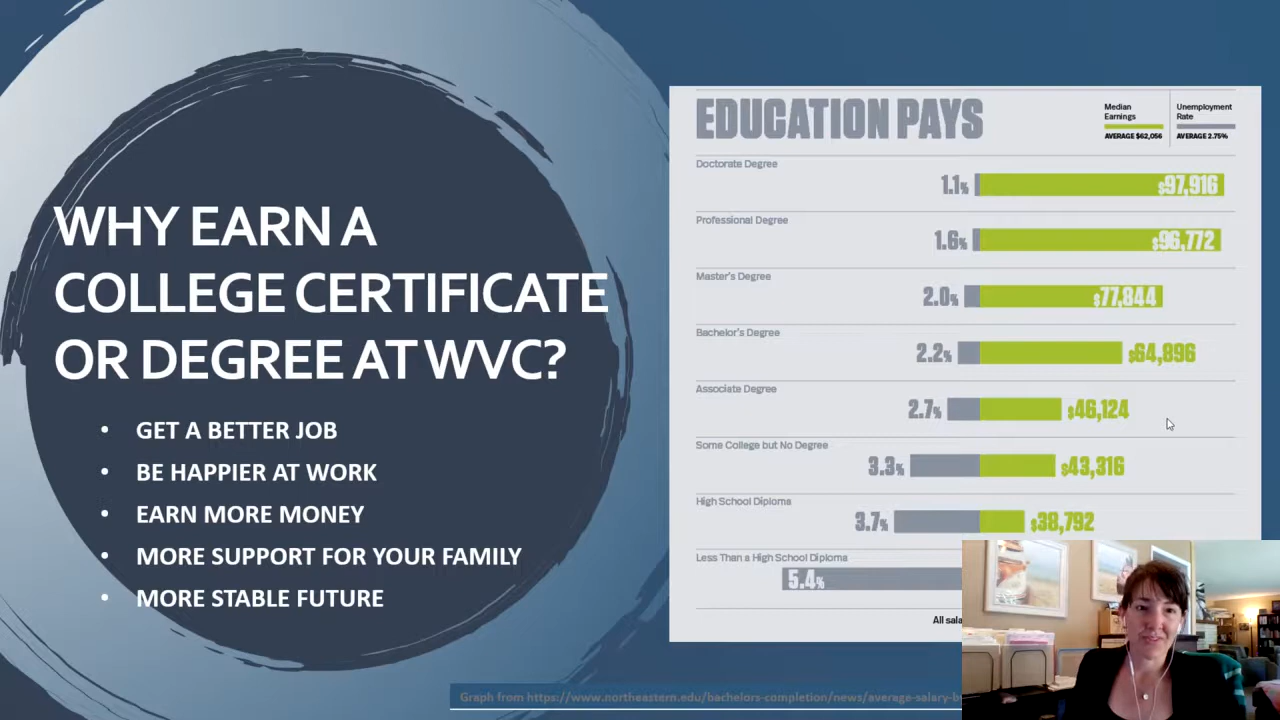 WHY EARN A
COLLEGE CERTIFICATE
OR DEGREE AT WVC?
• GET A BETTER JOB
• BE HAPPIER AT WORK
• EARN MORE MONEY
• MORE SUPPORT FOR YOUR FAMILY
• MORE STABLE FUTURE
EDUCATION PAYS
Median
Earnings
AVERAGE $62,056
Unemployment
Rate
AVERAGE 2.75%
Doctorate Degree
1.1% $97,916
Professional Degree
1.6% $96,772
Master's Degree
2.0% $77,844
Bachelor's Degree
2.2% $64,896
Associate Degree
2.7% $46,124
Some College but No Degree
3.3% $43,316
High School Diploma
3.7% $38,792
Less Than a High School Diploma
5.4%
All
Graph from https://www.northeastern.edu/bachelors-completion/news/average-salary-b